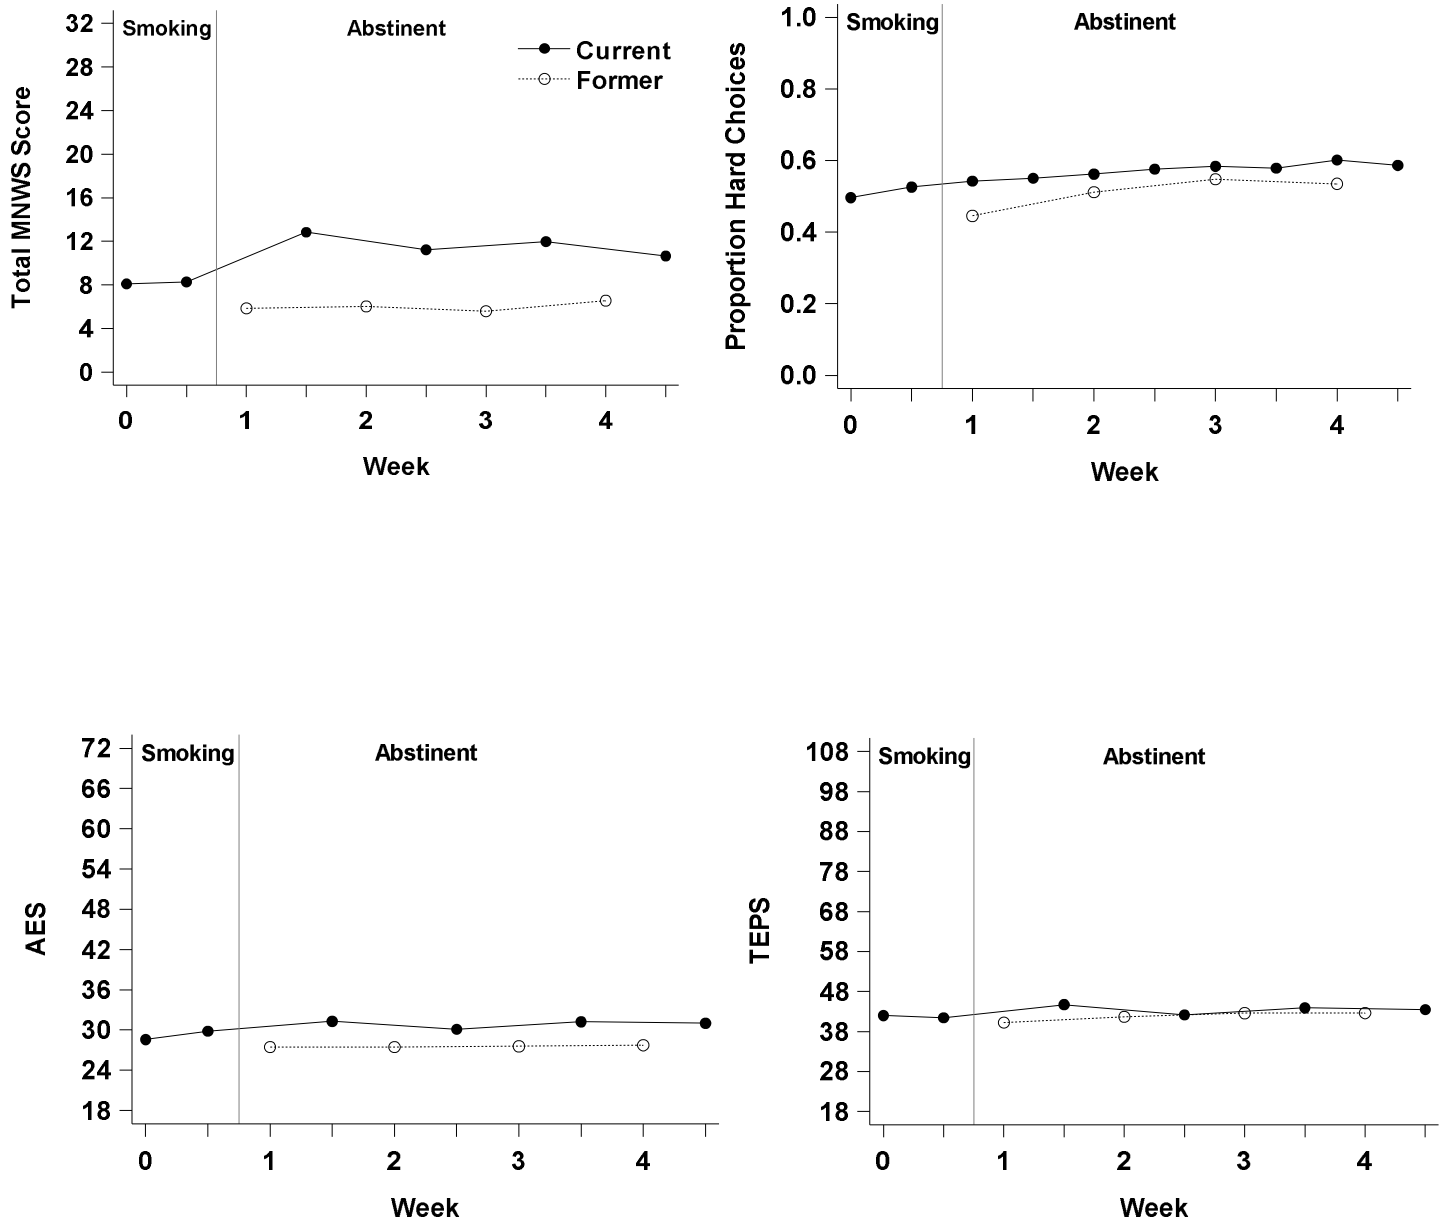 Smoking Abstinent
Current
Former
Total MNWS Score
32
28
24
20
16
12
8
4
0
0 1 2 3 4
Week
Smoking Abstinent
Proportion Hard Choices
1.0
0.8
0.6
0.4
0.2
0.0
0 1 2 3 4
Week
Smoking Abstinent
AES
72
66
60
54
48
42
36
30
24
18
0 1 2 3 4
Week
Smoking Abstinent
TEPS
108
98
88
78
68
58
48
38
28
18
0 1 2 3 4
Week